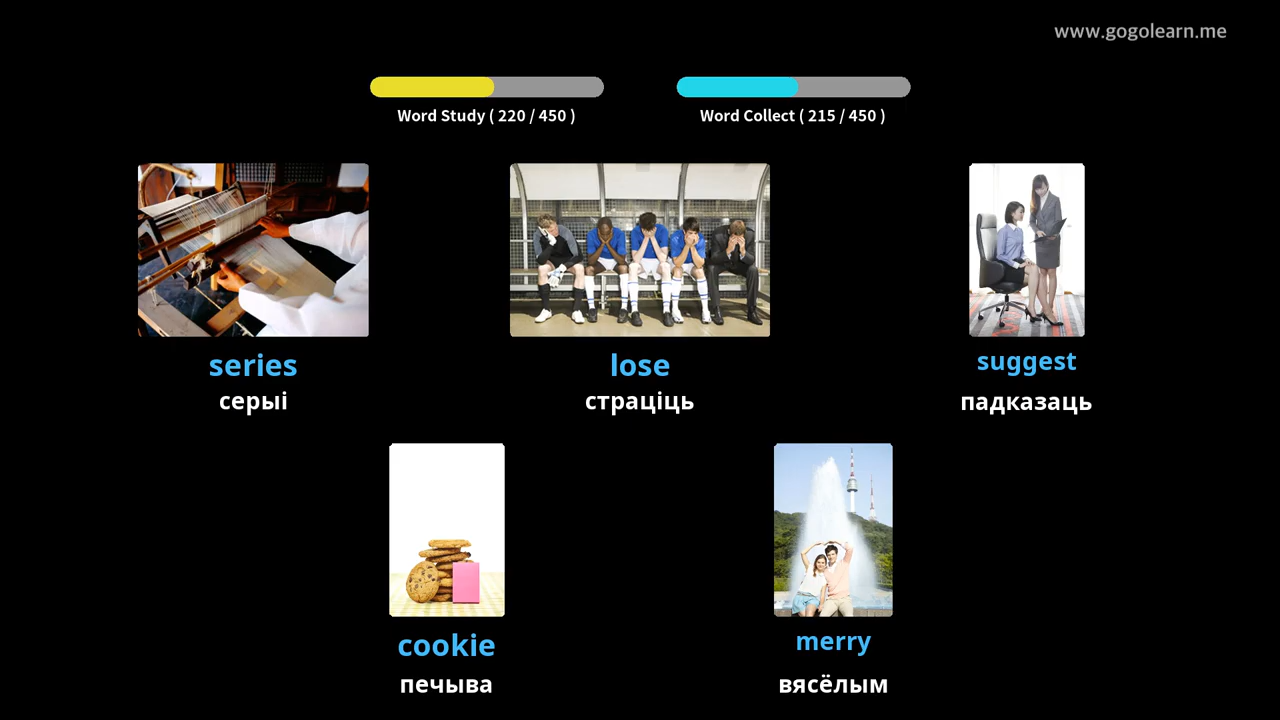 www.gogolearn.me
Word Study ( 220 / 450 )
Word Collect ( 215 / 450 )
series
серыі
lose
страціць
suggest
падказаць
cookie
печыва
merry
вясёлым